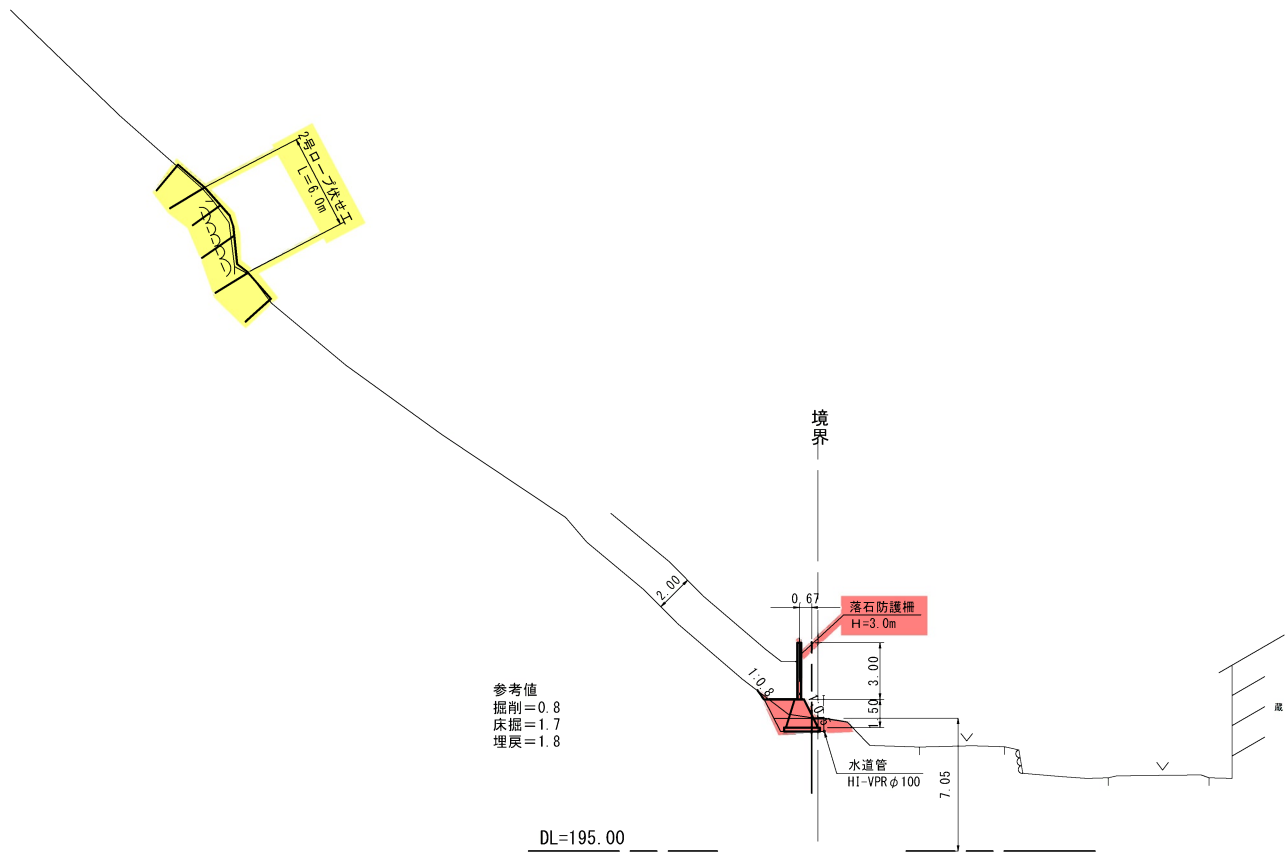 2号ロープ伏せ工
L=6.0m
境界
2.00
0.67
落石防護柵
H=3.0m
3.00
1:0.8
1.50
参考値
掘削=0.8
床掘=1.7
埋戻=1.8
水道管
HI-VPRφ100
7.05
蔵
DL=195.00